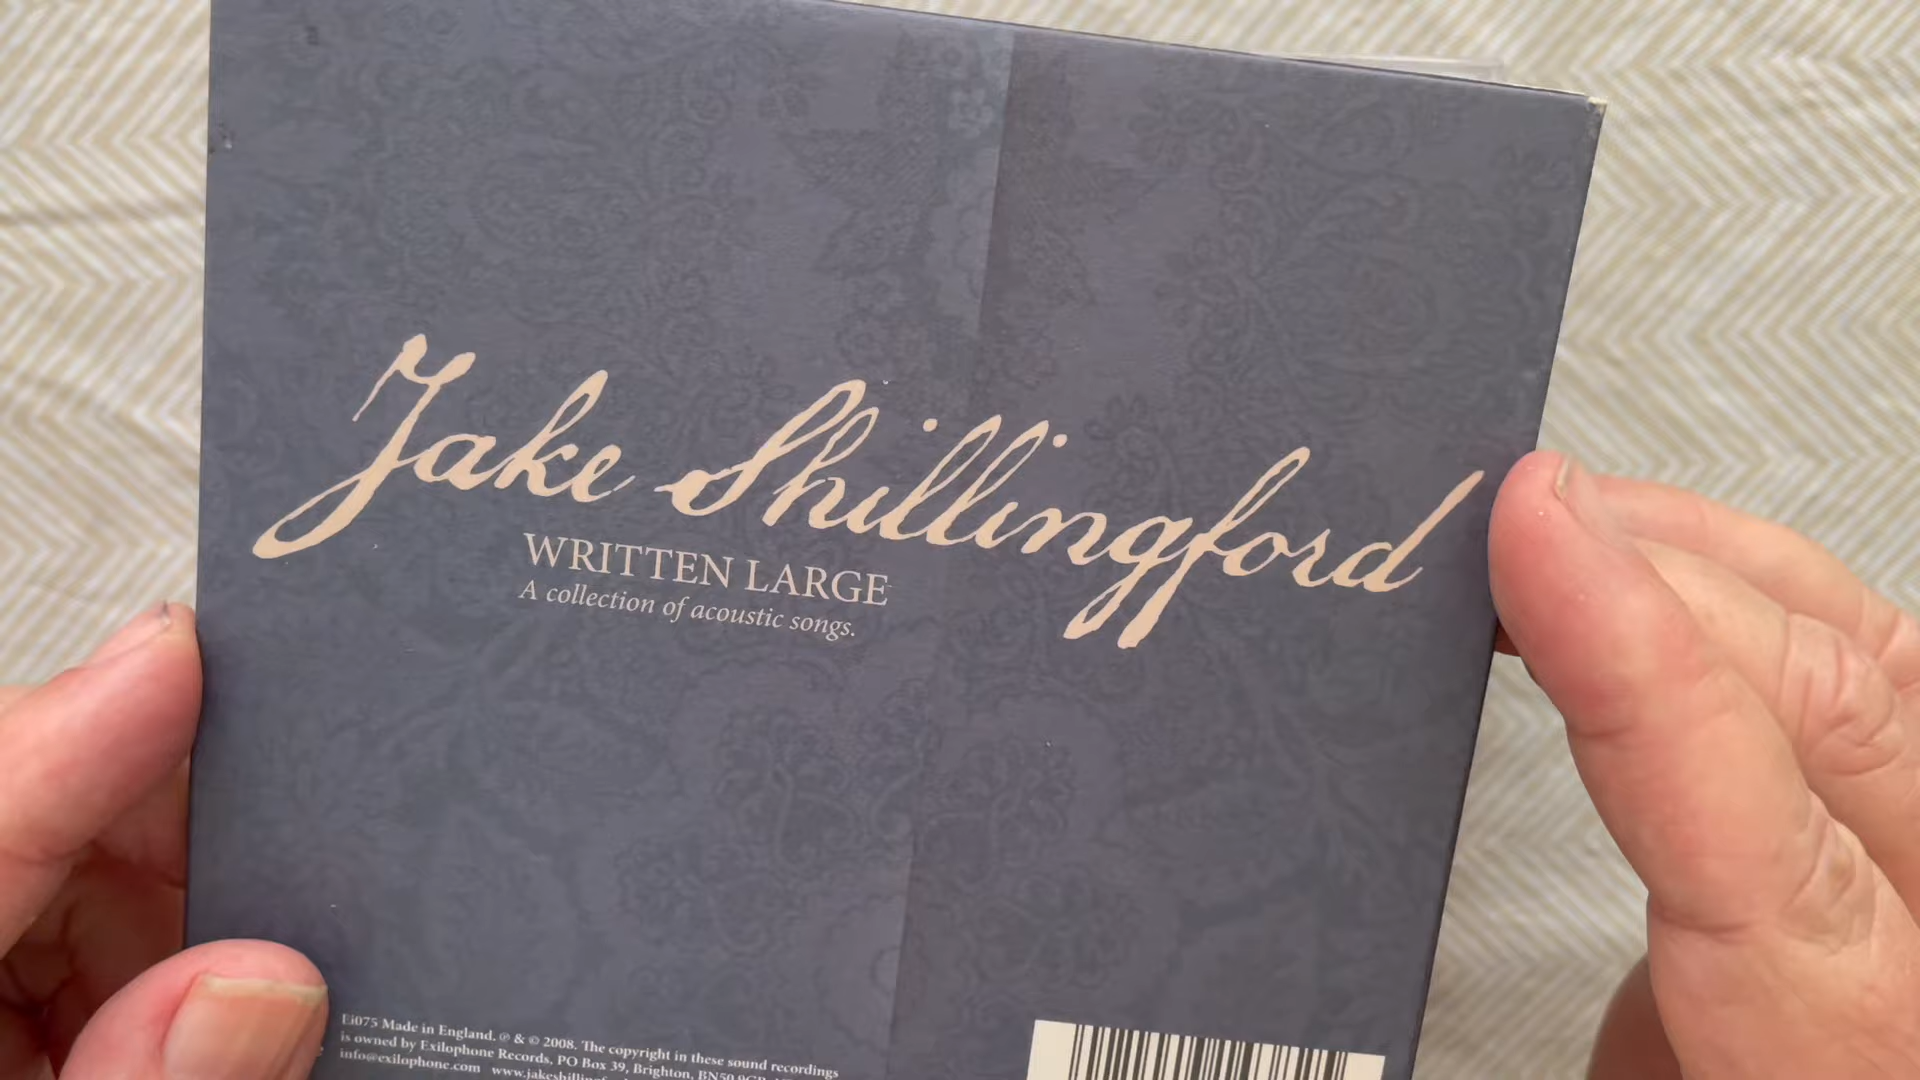 Jake Shillingford
WRITTEN LARGE
A collection of acoustic songs.
Ei075 Made in England. ℗ & © 2008. The copyright in these sound recordings
is owned by Exilophone Records, PO Box 39, Brighton,
info@exilophone.com